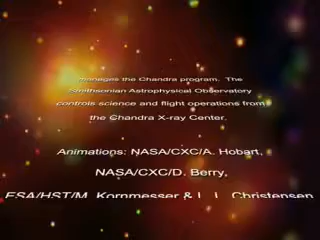 manages the Chandra program. The
Smithsonian Astrophysical Observatory
controls science and flight operations from
the Chandra X-ray Center.
Animations: NASA/CXC/A. Hobart,
NASA/CXC/D. Berry,
ESA/HST/M. Kornmesser & L. L. Christensen